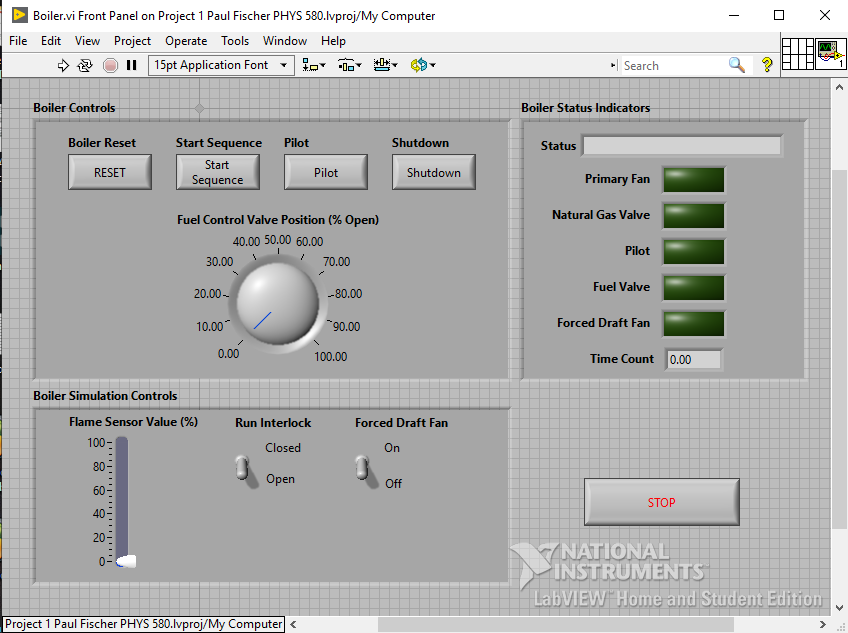 Boiler.vi Front Panel on Project 1 Paul Fischer PHYS 580.lvproj/My Computer
File Edit View Project Operate Tools Window Help
15pt Application Font Search ? 1
Boiler Controls
Boiler Reset Start Sequence Pilot Shutdown
RESET Start Sequence Pilot Shutdown
Fuel Control Valve Position (% Open)
40.00 50.00 60.00
30.00 70.00
20.00 80.00
10.00 90.00
0.00 100.00
Boiler Status Indicators
Status
Primary Fan
Natural Gas Valve
Pilot
Fuel Valve
Forced Draft Fan
Time Count 0.00
Boiler Simulation Controls
Flame Sensor Value (%) Run Interlock Forced Draft Fan
100
80
60
40
20
0
Closed
Open
On
Off
STOP
NATIONAL
INSTRUMENTS™
LabVIEW™ Home and Student Edition
Project 1 Paul Fischer PHYS 580.lvproj/My Computer